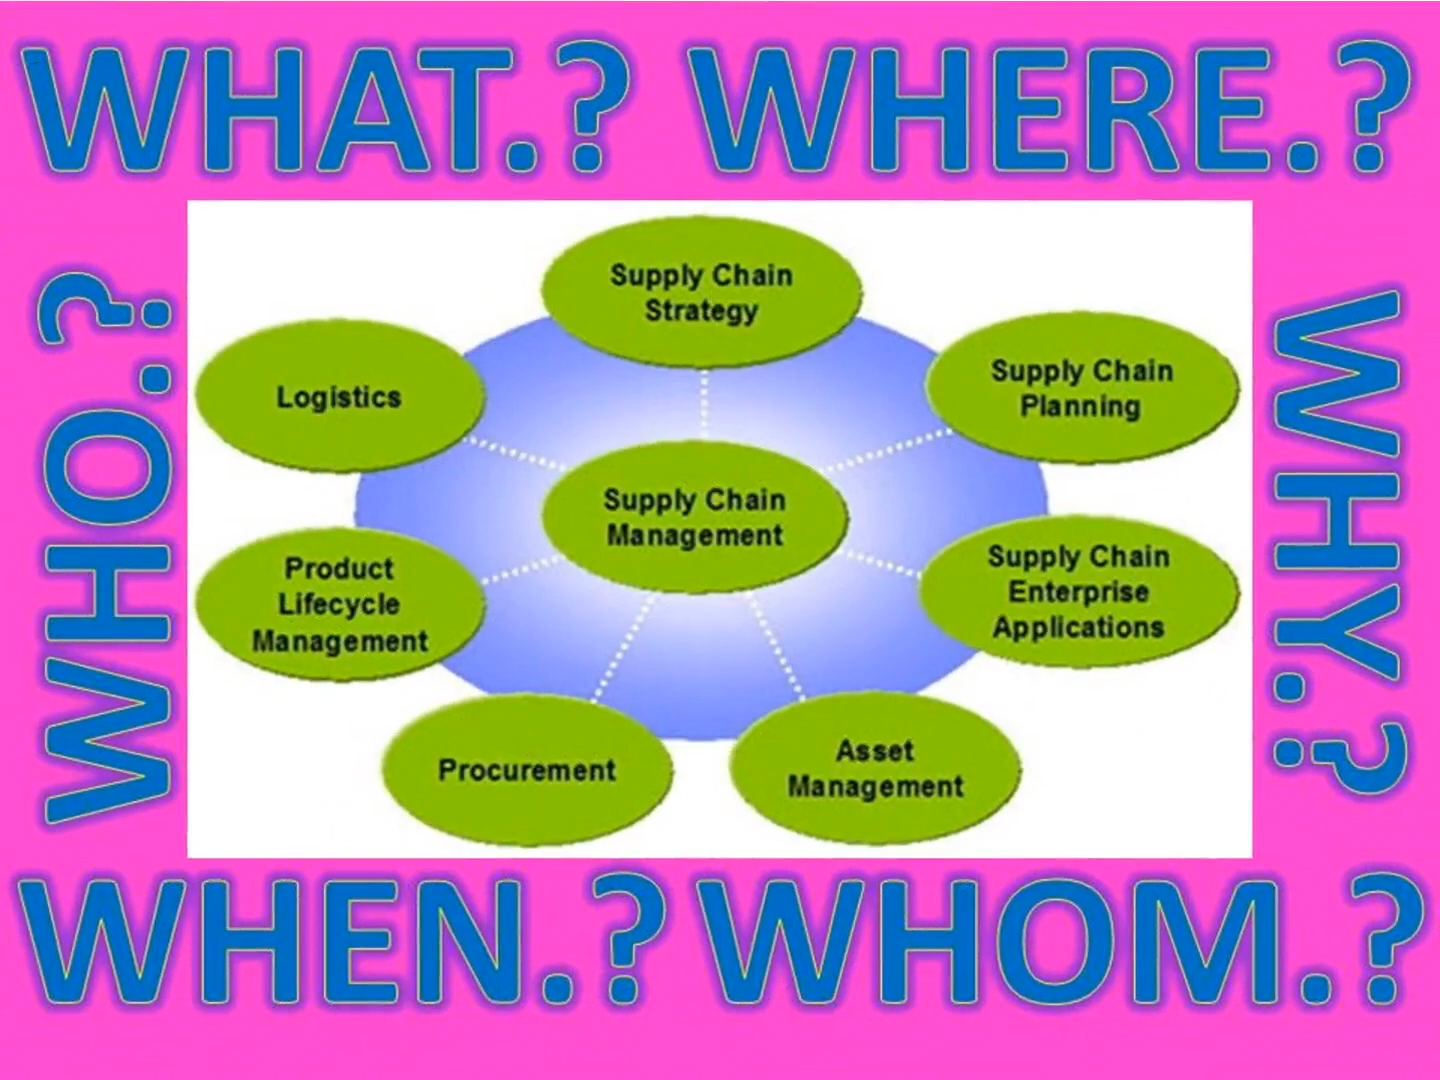 WHAT.? WHERE.?
WHO.?
WHY.?
Supply Chain
Strategy
Logistics
Supply Chain
Planning
Supply Chain
Management
Product
Lifecycle
Management
Supply Chain
Enterprise
Applications
Procurement
Asset
Management
WHEN.? WHOM.?